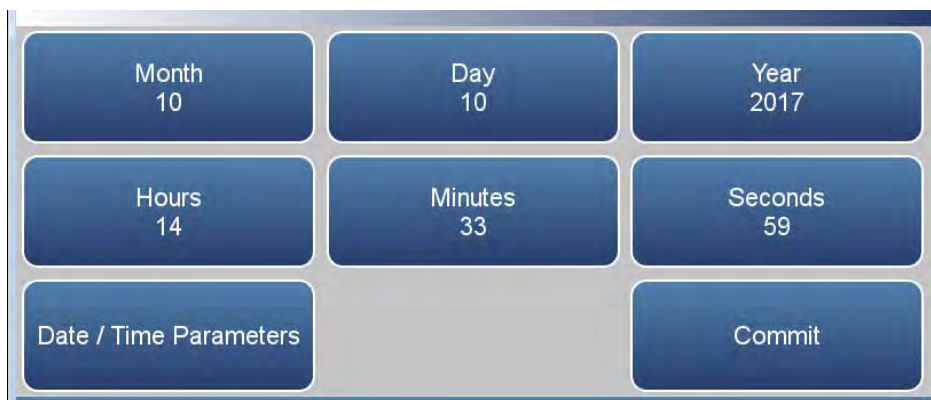 Month
10
Day
10
Year
2017
Hours
14
Minutes
33
Seconds
59
Date / Time Parameters
Commit